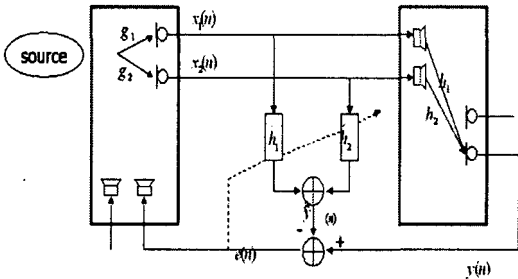 x₁(n)
g₁
source
x₂(n)
g₂
h₁
h₂
h₁
h₂
(n)
-
e(n)
+
y(n)